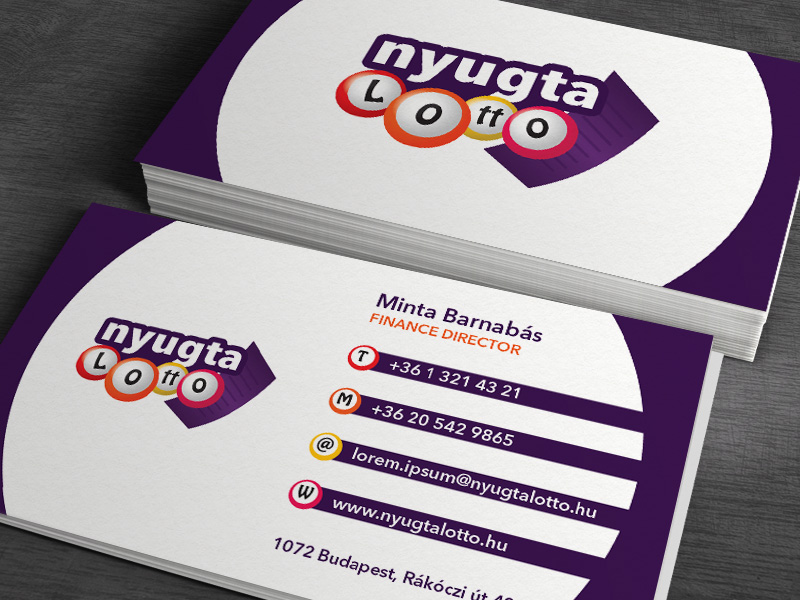 nyugta
LOTTO
nyugta
LOTTO
Minta Barnabás
FINANCE DIRECTOR
T +36 1 321 43 21
M +36 20 542 9865
@ lorem.ipsum@nyugtalotto.hu
W www.nyugtalotto.hu
1072 Budapest, Rákóczi út